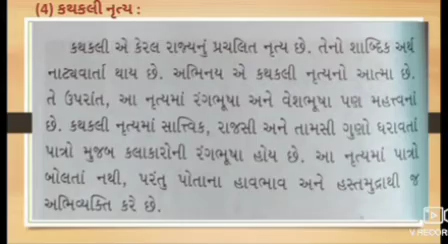 (4) કથકલી નૃત્ય :
કથકલી એ કેરલ રાજ્યનું પ્રચલિત નૃત્ય છે. તેનો શાબ્દિક અર્થ
નાટ્યવાર્તા થાય છે. અભિનય એ કથકલી નૃત્યનો આત્મા છે.
તે ઉપરાંત, આ નૃત્યમાં રંગભૂષા અને વેશભૂષા પણ મહત્ત્વનાં
છે. કથકલી નૃત્યમાં સાત્ત્વિક, રાજસી અને તામસી ગુણો ધરાવતાં
પાત્રો મુજબ કલાકારોની રંગભૂષા હોય છે. આ નૃત્યમાં પાત્રો
બોલતાં નથી, પરંતુ પોતાના હાવભાવ અને હસ્તમુદ્રાથી જ
અભિવ્યક્તિ કરે છે.
V RECOR